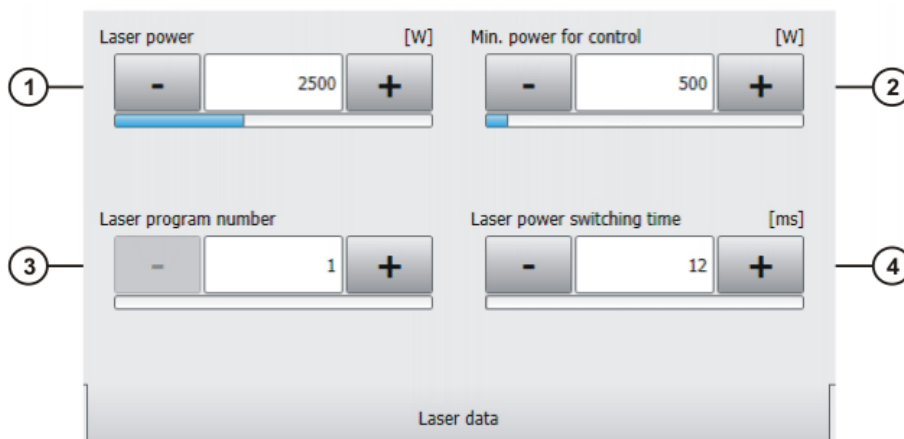 Laser power [W] Min. power for control [W]
1 - 2500 + - 500 + 2
Laser program number Laser power switching time [ms]
3 - 1 + - 12 + 4
Laser data